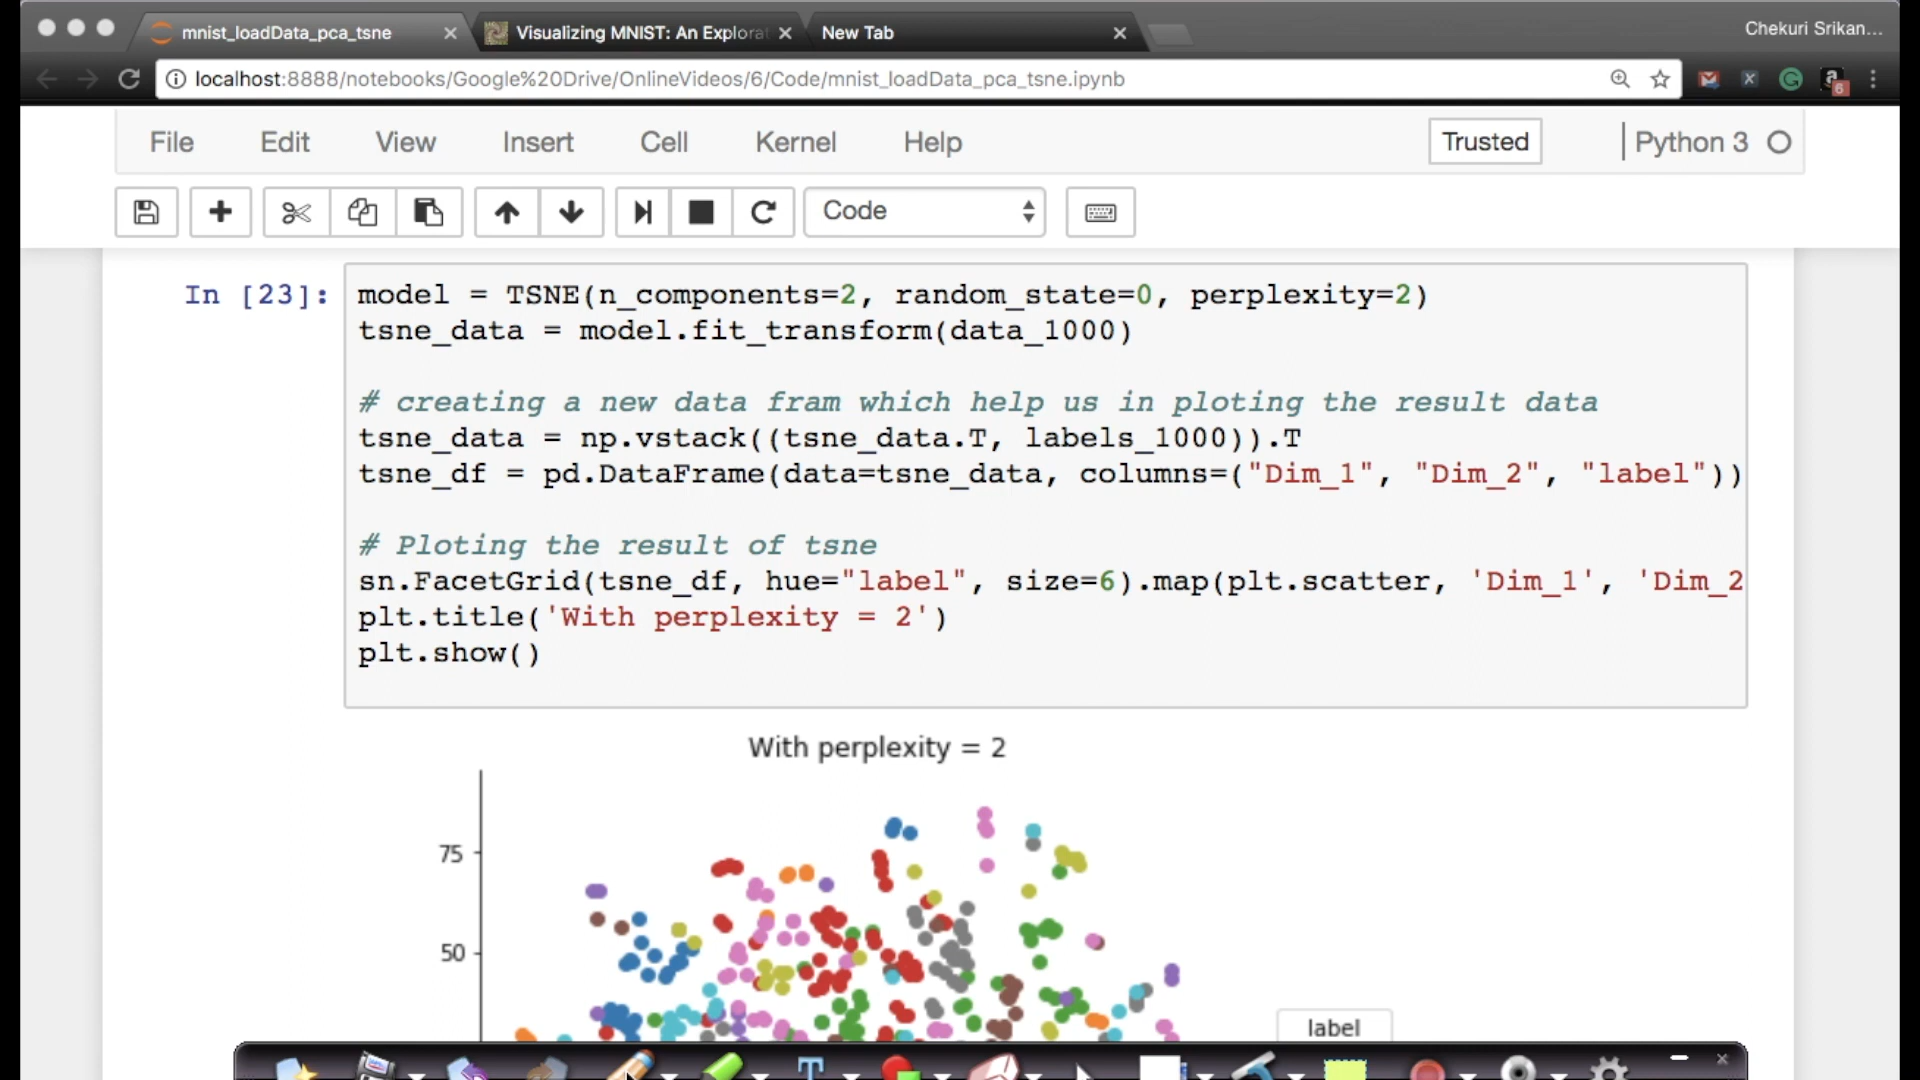 mnist_loadData_pca_tsne
Visualizing MNIST: An Explorat
New Tab
Chekuri Srikan...
localhost:8888/notebooks/Google%20Drive/OnlineVideos/6/Code/mnist_loadData_pca_tsne.ipynb
6
File Edit View Insert Cell Kernel Help
Trusted
Python 3
Code
In [23]:
model = TSNE(n_components=2, random_state=0, perplexity=2)
tsne_data = model.fit_transform(data_1000)
# creating a new data fram which help us in ploting the result data
tsne_data = np.vstack((tsne_data.T, labels_1000)).T
tsne_df = pd.DataFrame(data=tsne_data, columns=("Dim_1", "Dim_2", "label"))
# Ploting the result of tsne
sn.FacetGrid(tsne_df, hue="label", size=6).map(plt.scatter, 'Dim_1', 'Dim_2
plt.title('With perplexity = 2')
plt.show()
With perplexity = 2
75
50
label